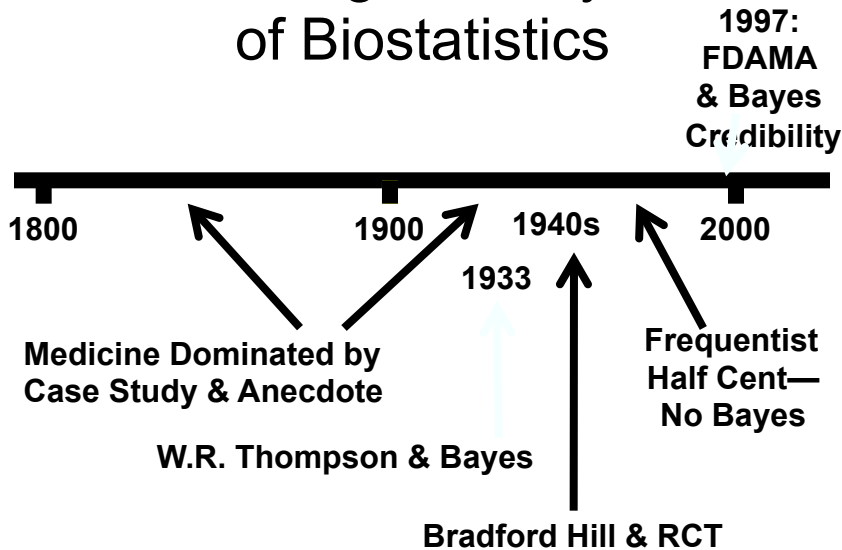 of Biostatistics
1997:
FDAMA
& Bayes
Credibility
1800
1900
1940s
2000
1933
Medicine Dominated by
Case Study & Anecdote
Frequentist
Half Cent—
No Bayes
W.R. Thompson & Bayes
Bradford Hill & RCT